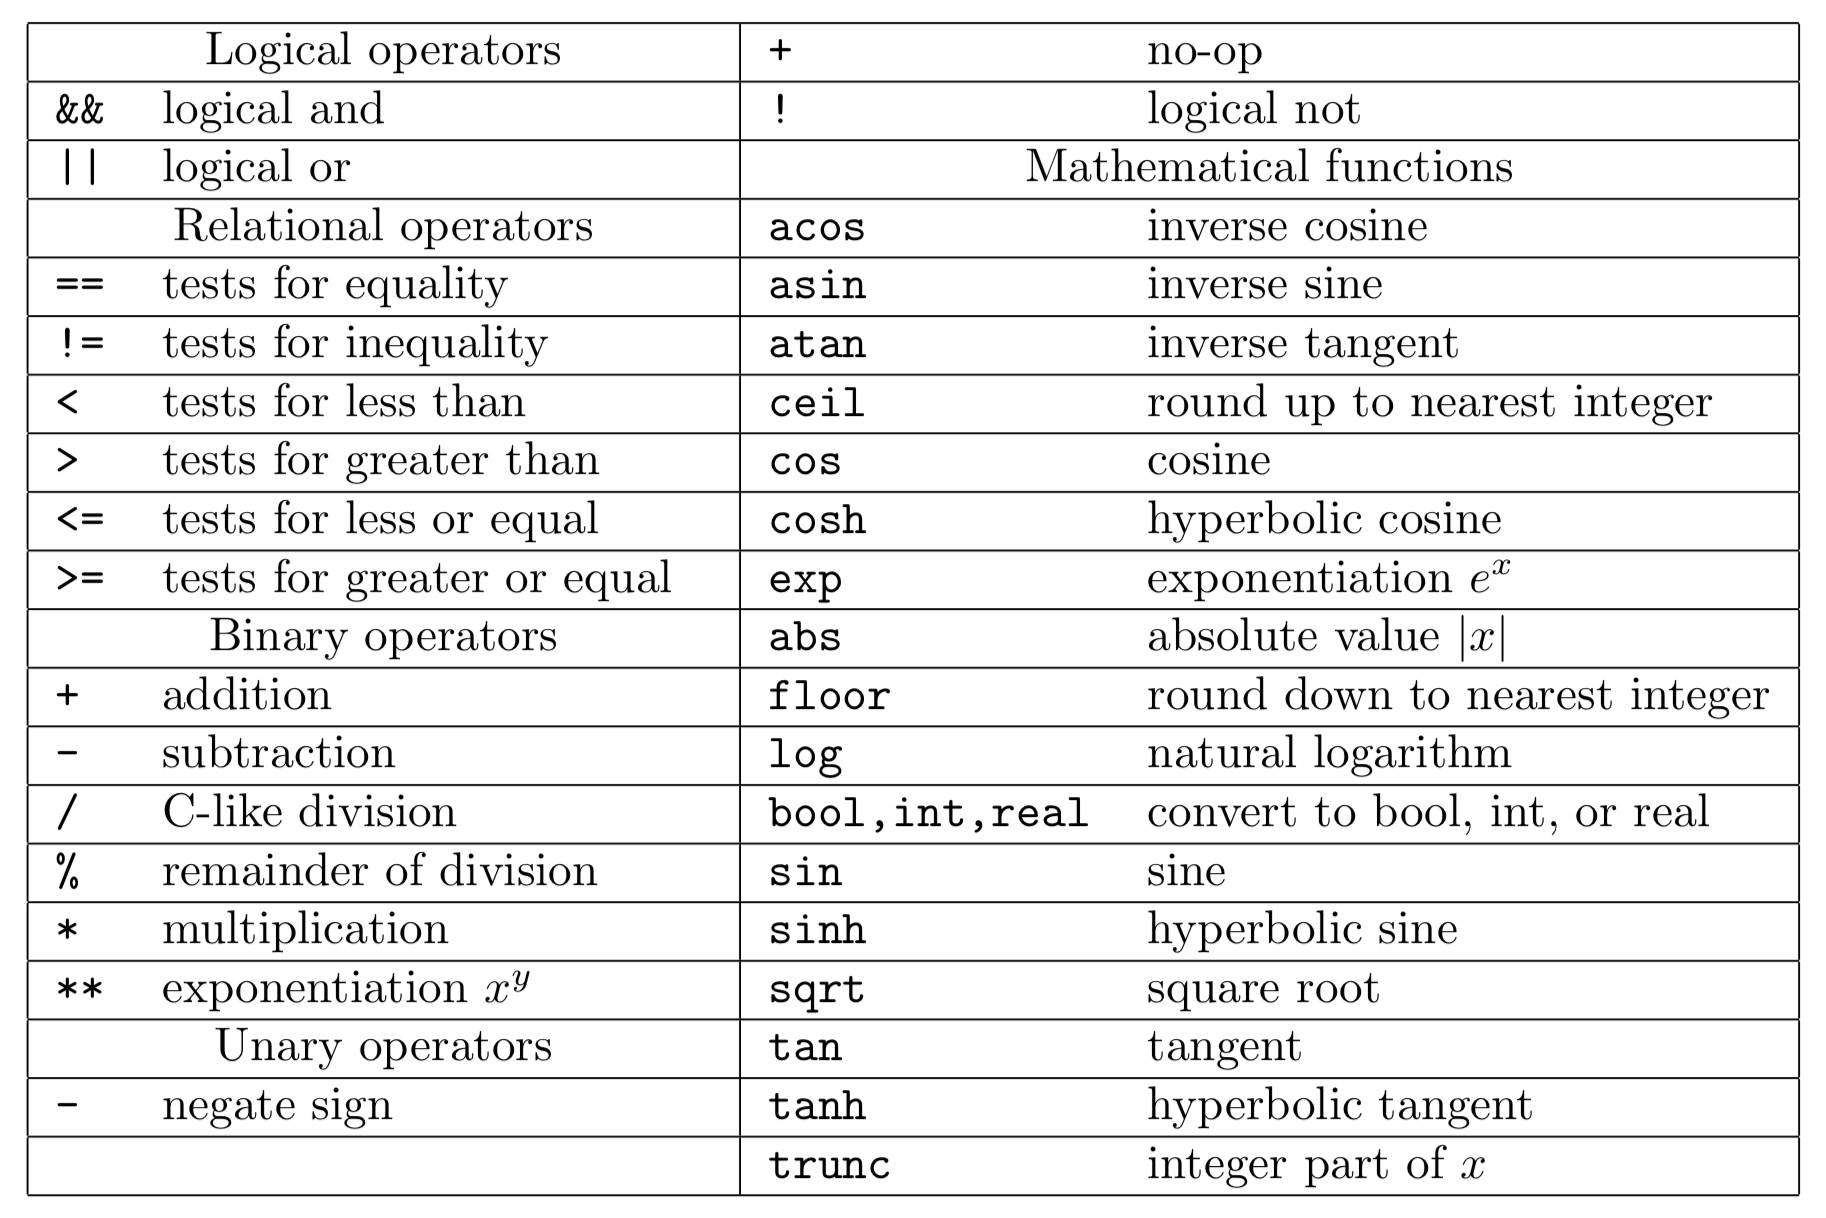 Logical operators + no-op
&& logical and ! logical not
|| logical or Mathematical functions
Relational operators acos inverse cosine
== tests for equality asin inverse sine
!= tests for inequality atan inverse tangent
< tests for less than ceil round up to nearest integer
> tests for greater than cos cosine
<= tests for less or equal cosh hyperbolic cosine
>= tests for greater or equal exp exponentiation e^x
Binary operators abs absolute value |x|
+ addition floor round down to nearest integer
- subtraction log natural logarithm
/ C-like division bool,int,real convert to bool, int, or real
% remainder of division sin sine
* multiplication sinh hyperbolic sine
** exponentiation x^y sqrt square root
Unary operators tan tangent
- negate sign tanh hyperbolic tangent
trunc integer part of x